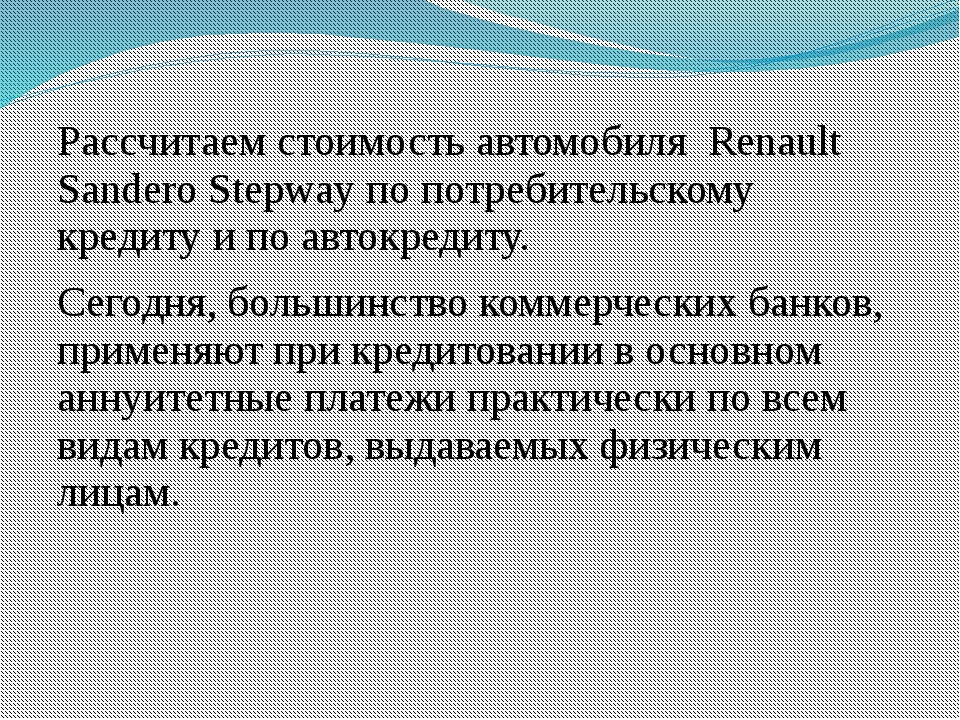 Рассчитаем стоимость автомобиля  Renault
Sandero Stepway по потребительскому
кредиту и по автокредиту.
Сегодня, большинство коммерческих банков,
применяют при кредитовании в основном
аннуитетные платежи практически по всем
видам кредитов, выдаваемых физическим
лицам.